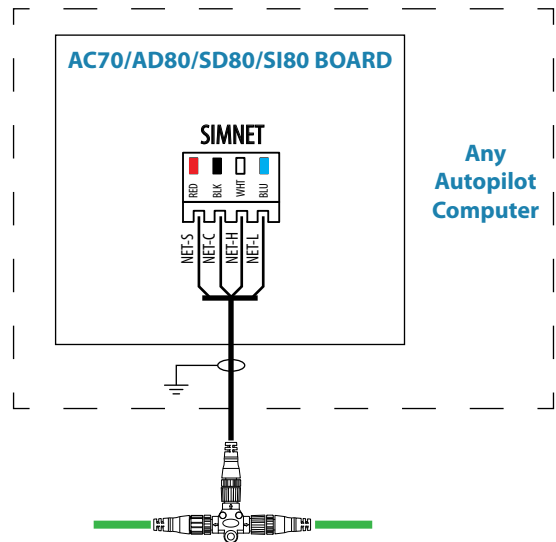 AC70/AD80/SD80/SI80 BOARD
SIMNET
RED
BLK
WHT
BLU
NET-S
NET-C
NET-H
NET-L
Any
Autopilot
Computer